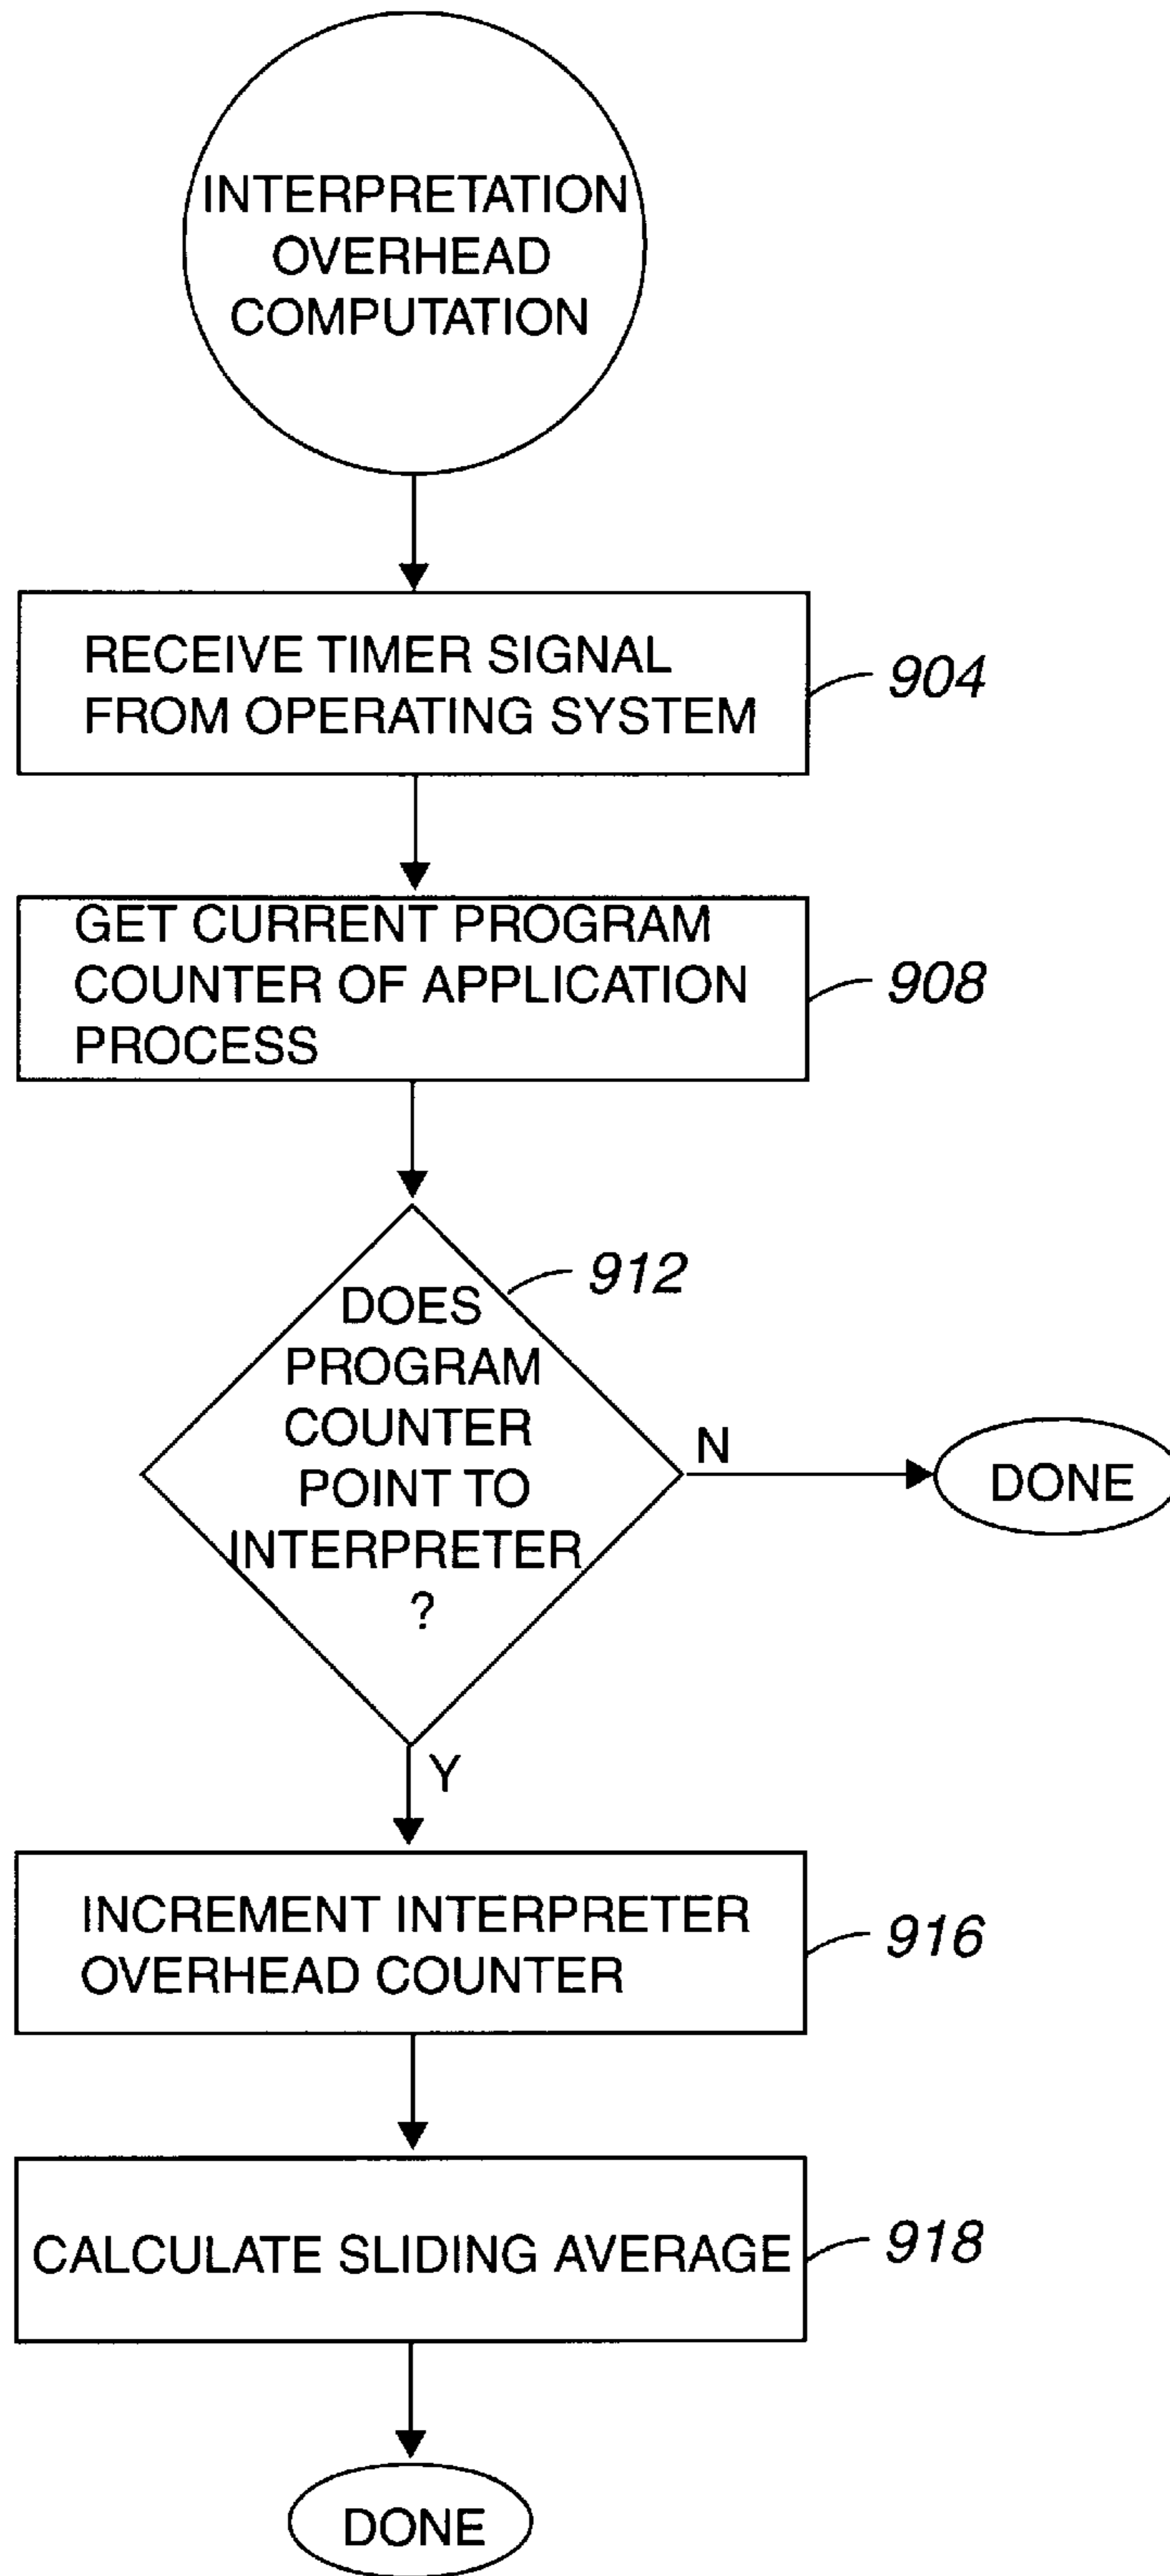 INTERPRETATION
OVERHEAD
COMPUTATION
RECEIVE TIMER SIGNAL
FROM OPERATING SYSTEM
904
GET CURRENT PROGRAM
COUNTER OF APPLICATION
PROCESS
908
912
DOES
PROGRAM
COUNTER
POINT TO
INTERPRETER
?
N
DONE
Y
INCREMENT INTERPRETER
OVERHEAD COUNTER
916
CALCULATE SLIDING AVERAGE
918
DONE